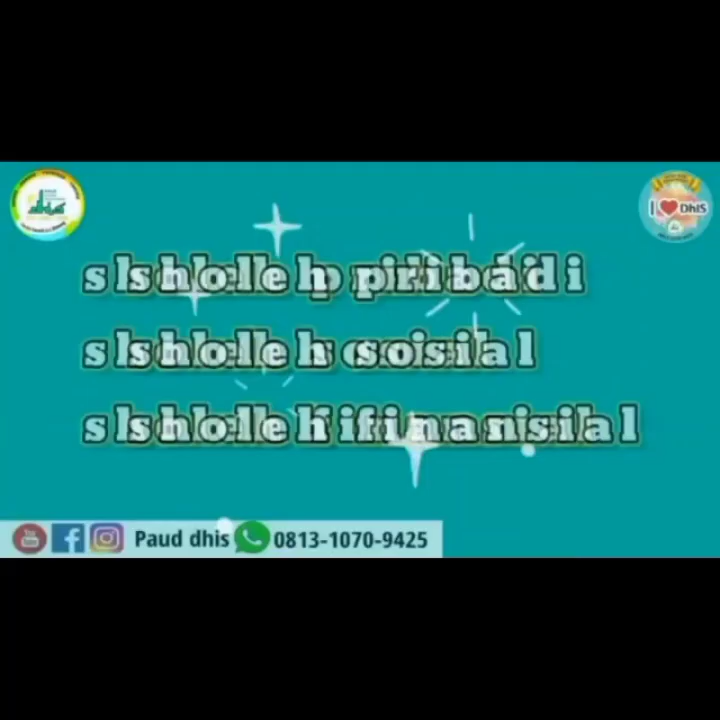 I ❤ DhIS
sholeh pribadi
sholeh sosial
sholeh finansial
Paud dhis 0813-1070-9425